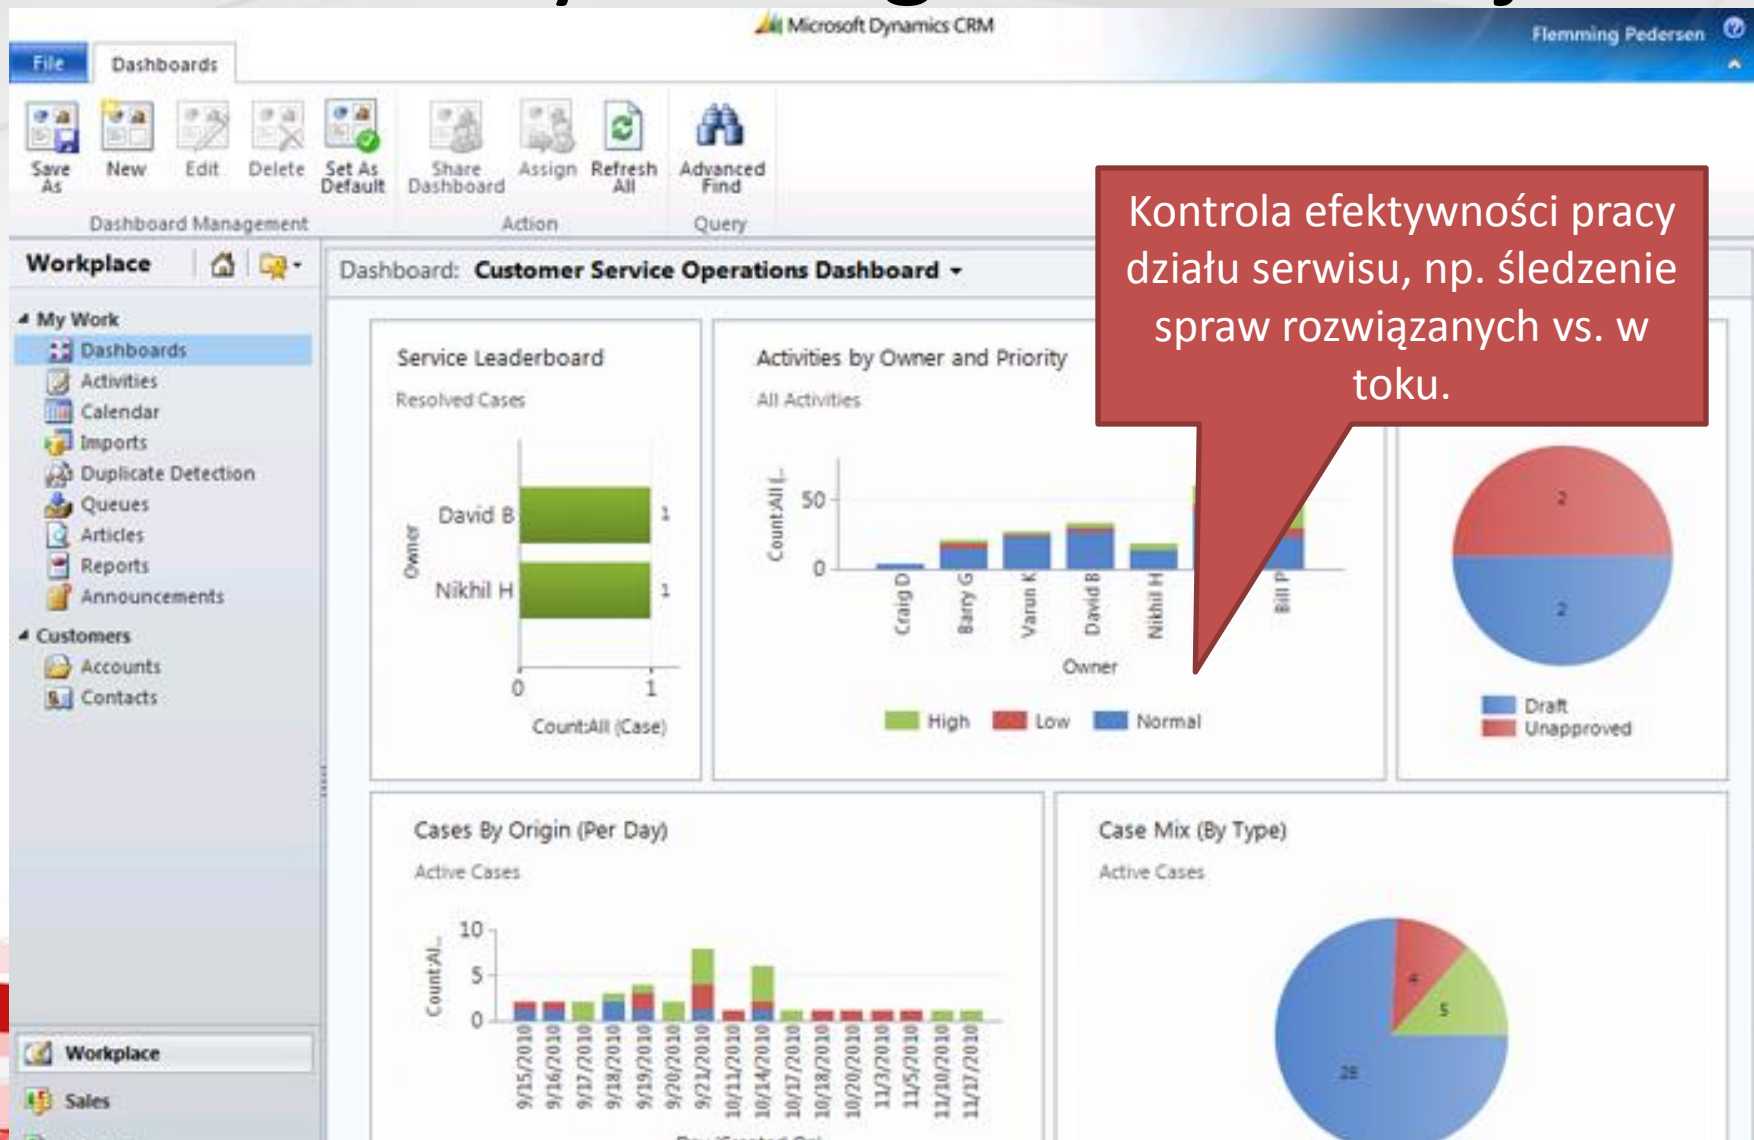 Microsoft Dynamics CRM
Flemming Pedersen
File
Dashboards
Save As
New
Edit
Delete
Set As Default
Share Dashboard
Assign
Refresh All
Advanced Find
Dashboard Management
Action
Query
Kontrola efektywności pracy
działu serwisu, np. śledzenie
spraw rozwiązanych vs. w
toku.
Workplace
Dashboard: Customer Service Operations Dashboard
My Work
Dashboards
Activities
Calendar
Imports
Duplicate Detection
Queues
Articles
Reports
Announcements
Customers
Accounts
Contacts
Workplace
Sales
Service Leaderboard
Resolved Cases
Owner
David B
1
Nikhil H
1
0
1
Count:All (Case)
Activities by Owner and Priority
All Activities
Count:All (...
50
0
Craig D
Barry G
Varun K
David B
Nikhil H
Bill P
Owner
High
Low
Normal
2
2
Draft
Unapproved
Cases By Origin (Per Day)
Active Cases
Count:Al...
10
5
0
9/15/2010
9/16/2010
9/17/2010
9/18/2010
9/19/2010
9/20/2010
9/21/2010
10/11/2010
10/14/2010
10/17/2010
10/18/2010
10/20/2010
11/3/2010
11/5/2010
11/10/2010
11/17/2010
Case Mix (By Type)
Active Cases
4
5
28